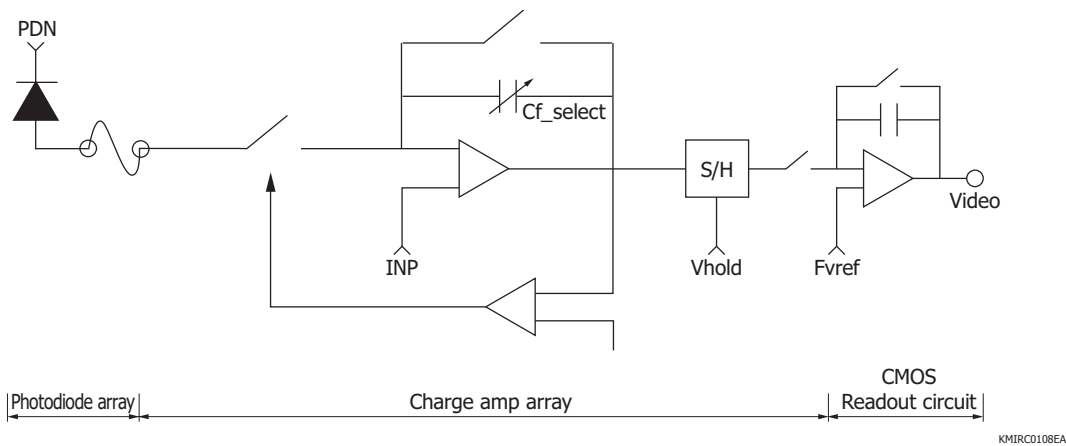 PDN
Cf_select
S/H
Video
INP
Vhold
Fvref
CMOS
Photodiode array
Charge amp array
Readout circuit
KMIRC0108EA